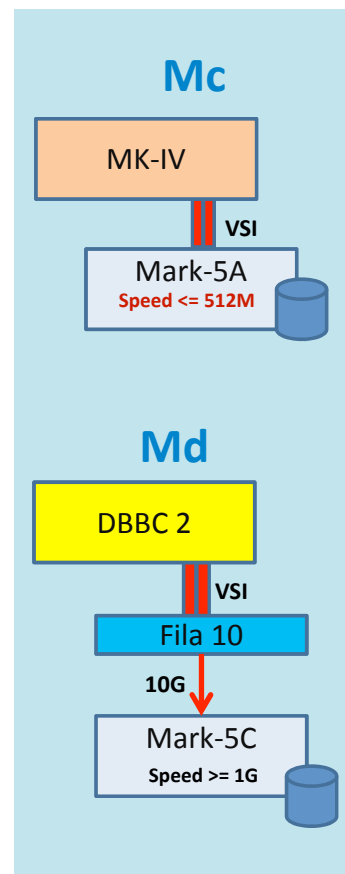 Mc
MK-IV
VSI
Mark-5A
Speed <= 512M
Md
DBBC 2
VSI
Fila 10
10G
Mark-5C
Speed >= 1G